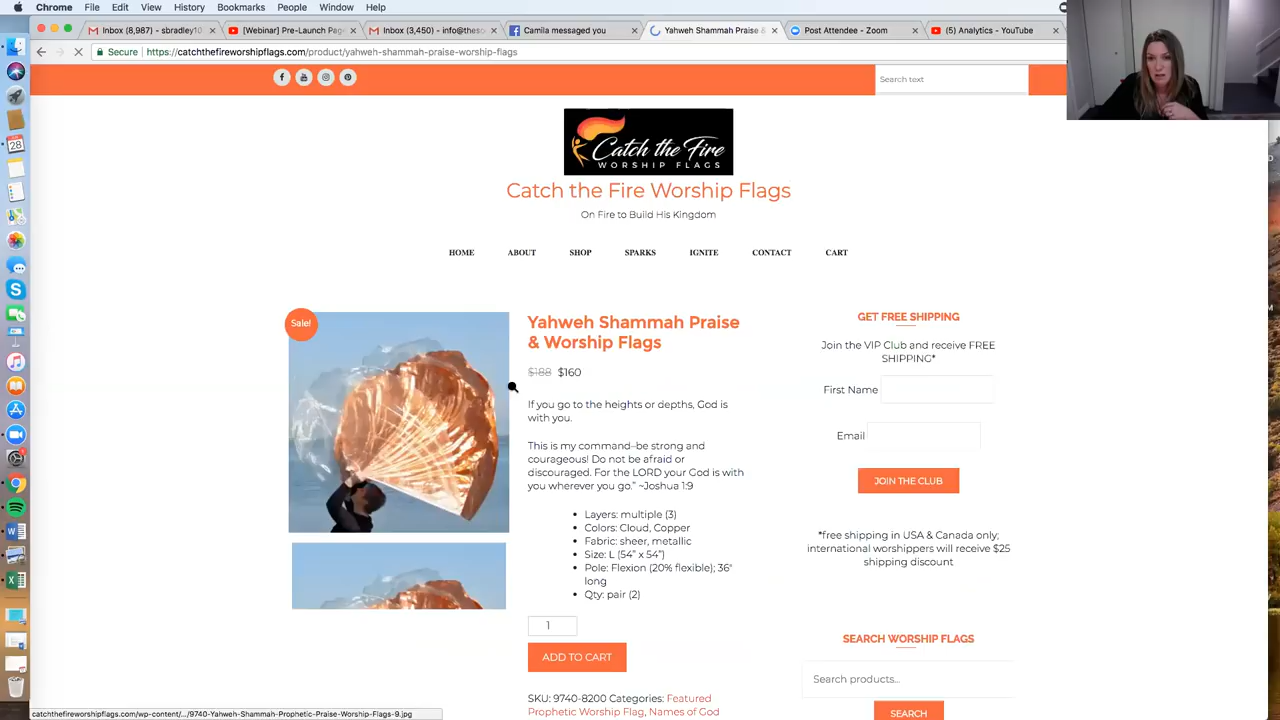 Chrome File Edit View History Bookmarks People Window Help
Inbox (8,987) - sbradley10
[Webinar] Pre-Launch Page
Inbox (3,450) - info@theso
Camila messaged you
Yahweh Shammah Praise &
Post Attendee - Zoom
(5) Analytics - YouTube
Secure https://catchthefireworshipflags.com/product/yahweh-shammah-praise-worship-flags
Search text
Catch the Fire
WORSHIP FLAGS
Catch the Fire Worship Flags
On Fire to Build His Kingdom
HOME ABOUT SHOP SPARKS IGNITE CONTACT CART
Sale!
Yahweh Shammah Praise
& Worship Flags
$188 $160
If you go to the heights or depths, God is
with you.
This is my command–be strong and
courageous! Do not be afraid or
discouraged. For the LORD your God is with
you wherever you go.” ~Joshua 1:9
Layers: multiple (3)
Colors: Cloud, Copper
Fabric: sheer, metallic
Size: L (54” x 54”)
Pole: Flexion (20% flexible); 36"
long
Qty: pair (2)
1
ADD TO CART
SKU: 9740-8200 Categories: Featured
Prophetic Worship Flag, Names of God
GET FREE SHIPPING
Join the VIP Club and receive FREE
SHIPPING*
First Name
Email
JOIN THE CLUB
*free shipping in USA & Canada only;
international worshippers will receive $25
shipping discount
SEARCH WORSHIP FLAGS
Search products...
SEARCH
28
catchthefireworshipflags.com/wp-content/.../9740-Yahweh-Shammah-Prophetic-Praise-Worship-Flags-9.jpg